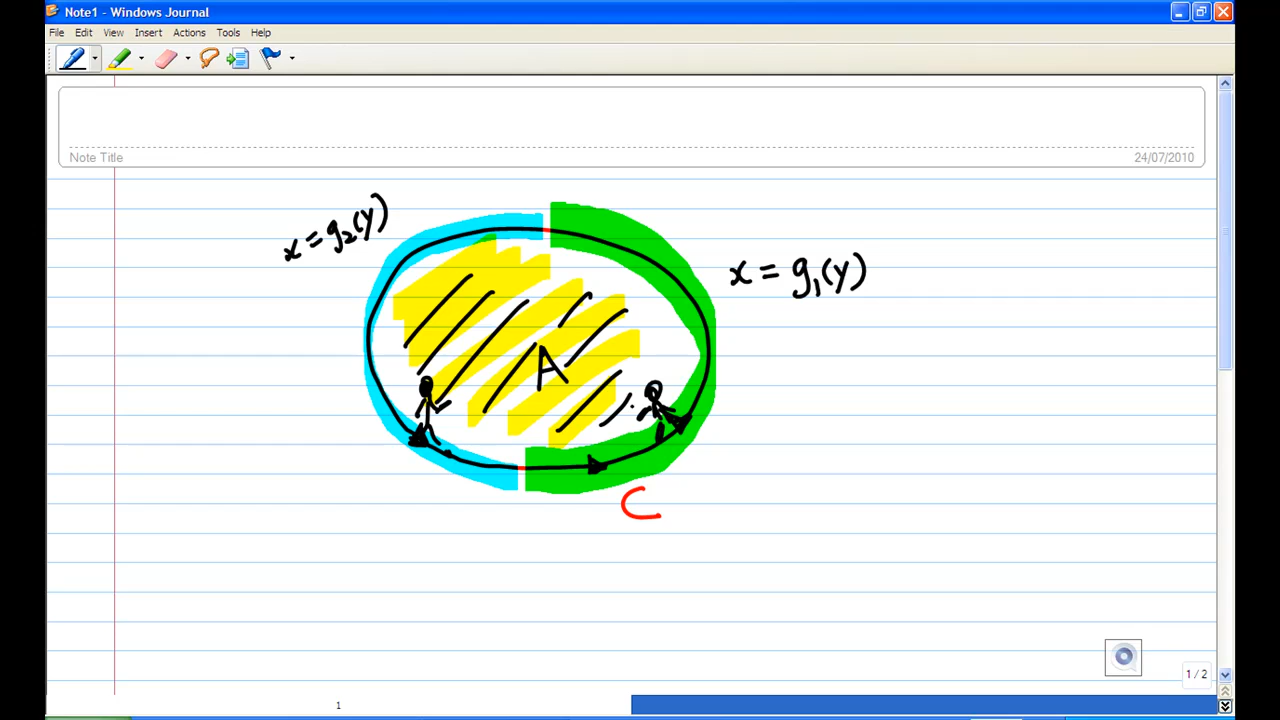 Note1 - Windows Journal
File Edit View Insert Actions Tools Help
Note Title
24/07/2010
x = g₂(y)
x = g₁(y)
A
C
1 / 2
1